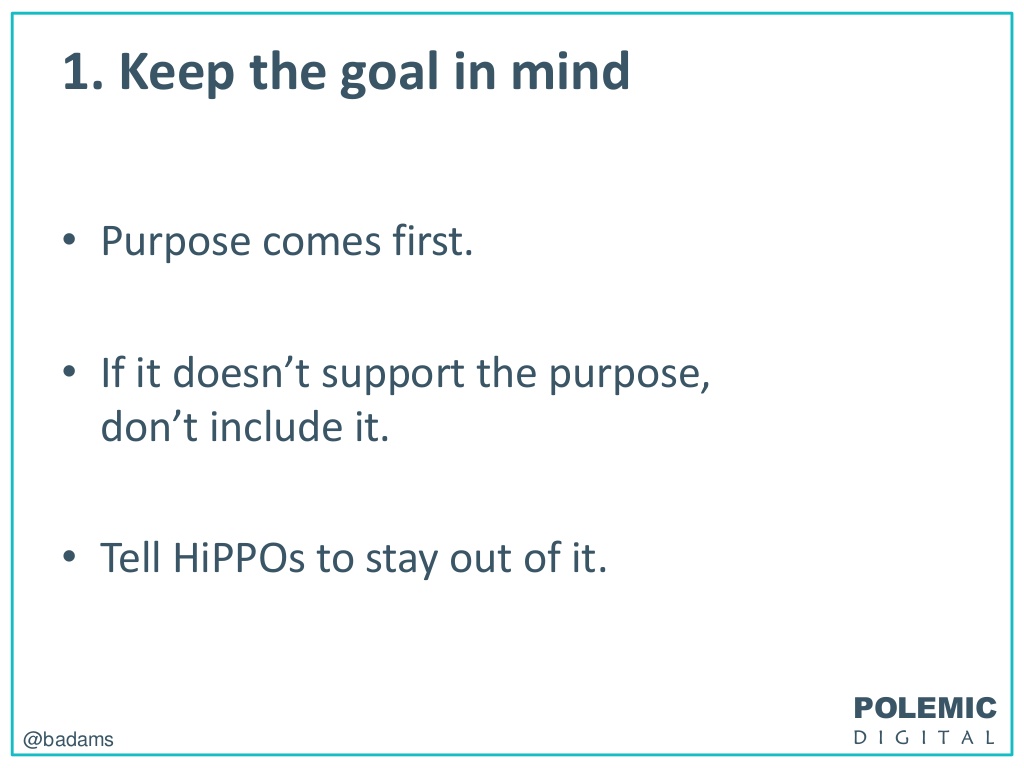 1. Keep the goal in mind
• Purpose comes first.
• If it doesn’t support the purpose,
don’t include it.
• Tell HiPPOs to stay out of it.
POLEMIC
DIGITAL
@badams